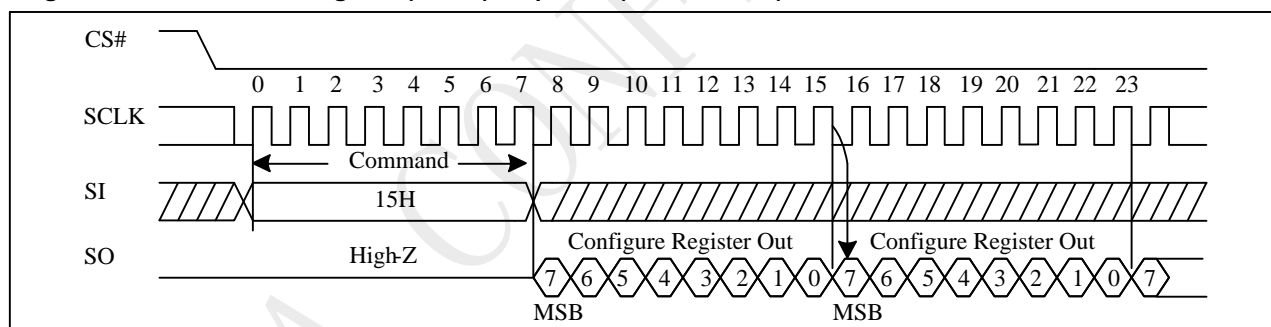 CS#
0 1 2 3 4 5 6 7 8 9 10 11 12 13 14 15 16 17 18 19 20 21 22 23
SCLK
Command
SI
15H
Configure Register Out Configure Register Out
SO
High-Z
7 6 5 4 3 2 1 0 7 6 5 4 3 2 1 0 7
MSB MSB